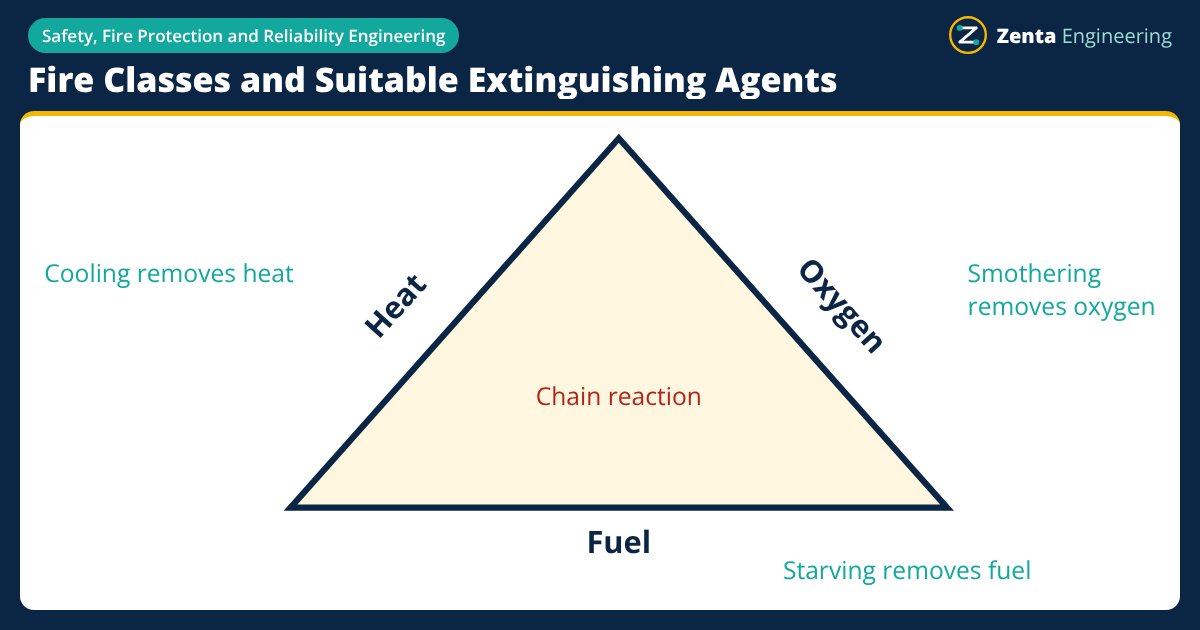 Safety, Fire Protection and Reliability Engineering
Zenta Engineering
Fire Classes and Suitable Extinguishing Agents
Cooling removes heat
Heat
Oxygen
Smothering
removes oxygen
Chain reaction
Fuel
Starving removes fuel